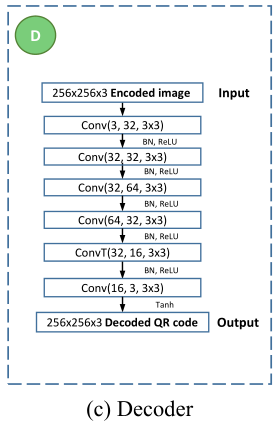 D
256x256x3 Encoded image Input
Conv(3, 32, 3x3)
BN, ReLU
Conv(32, 32, 3x3)
BN, ReLU
Conv(32, 64, 3x3)
BN, ReLU
Conv(64, 32, 3x3)
BN, ReLU
ConvT(32, 16, 3x3)
BN, ReLU
Conv(16, 3, 3x3)
Tanh
256x256x3 Decoded QR code Output
(c) Decoder